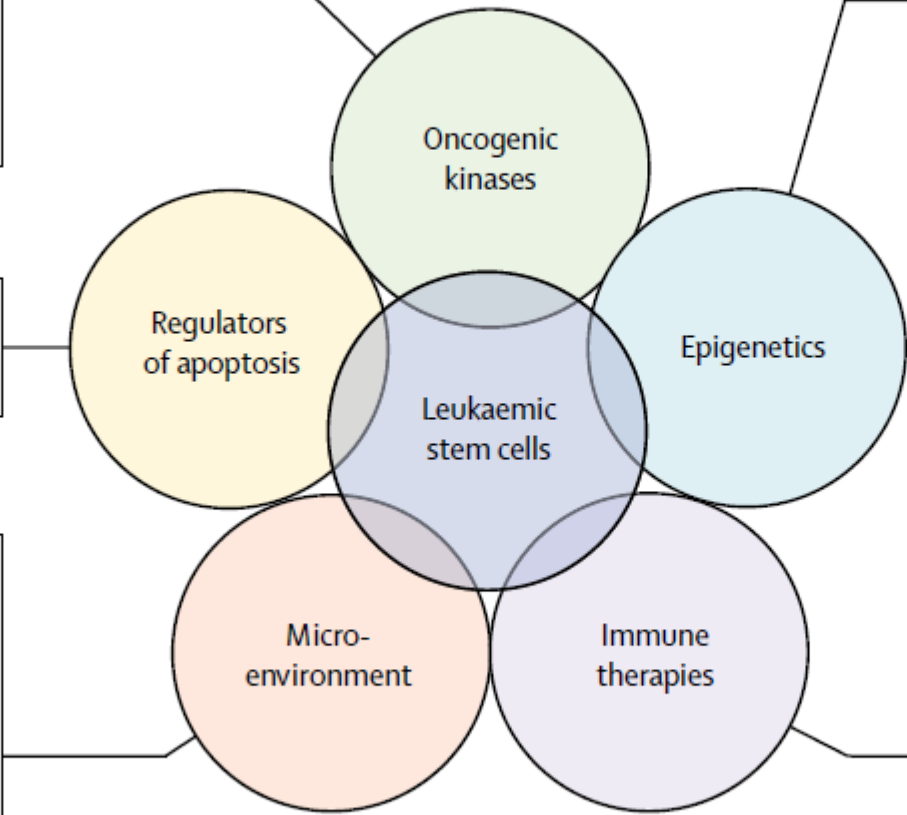 Oncogenic
kinases
Regulators
of apoptosis
Epigenetics
Leukaemic
stem cells
Micro-
environment
Immune
therapies